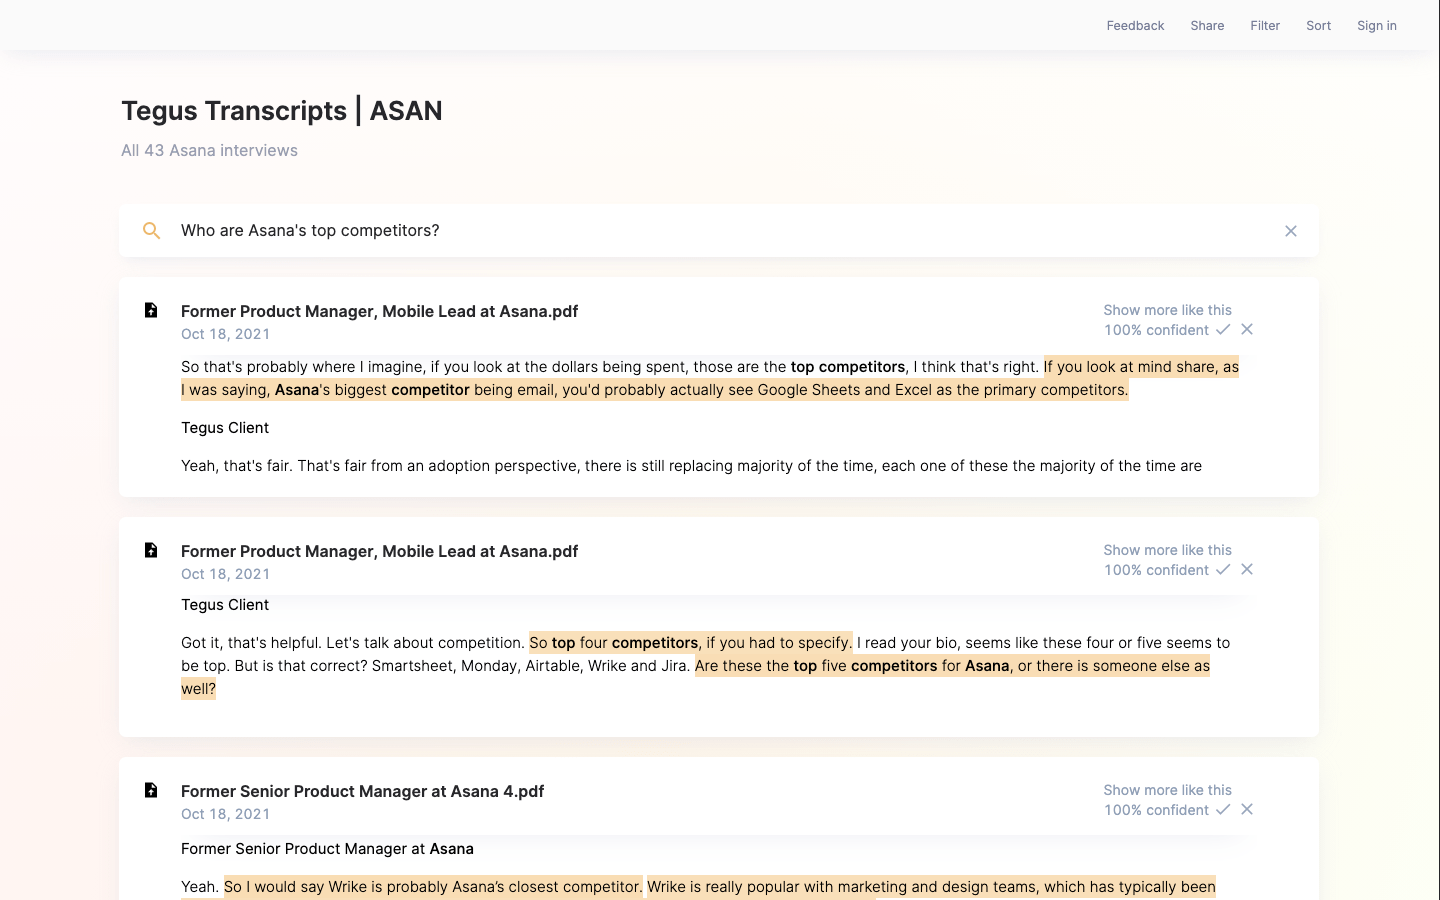 Feedback Share Filter Sort Sign in
Tegus Transcripts | ASAN
All 43 Asana interviews
Who are Asana's top competitors?
Former Product Manager, Mobile Lead at Asana.pdf
Show more like this
Oct 18, 2021
100% confident
So that's probably where I imagine, if you look at the dollars being spent, those are the top competitors, I think that's right. If you look at mind share, as
I was saying, Asana's biggest competitor being email, you'd probably actually see Google Sheets and Excel as the primary competitors.
Tegus Client
Yeah, that's fair. That's fair from an adoption perspective, there is still replacing majority of the time, each one of these the majority of the time are
Former Product Manager, Mobile Lead at Asana.pdf
Show more like this
Oct 18, 2021
100% confident
Tegus Client
Got it, that's helpful. Let's talk about competition. So top four competitors, if you had to specify. I read your bio, seems like these four or five seems to
be top. But is that correct? Smartsheet, Monday, Airtable, Wrike and Jira. Are these the top five competitors for Asana, or there is someone else as
well?
Former Senior Product Manager at Asana 4.pdf
Show more like this
Oct 18, 2021
100% confident
Former Senior Product Manager at Asana
Yeah. So I would say Wrike is probably Asana's closest competitor. Wrike is really popular with marketing and design teams, which has typically been